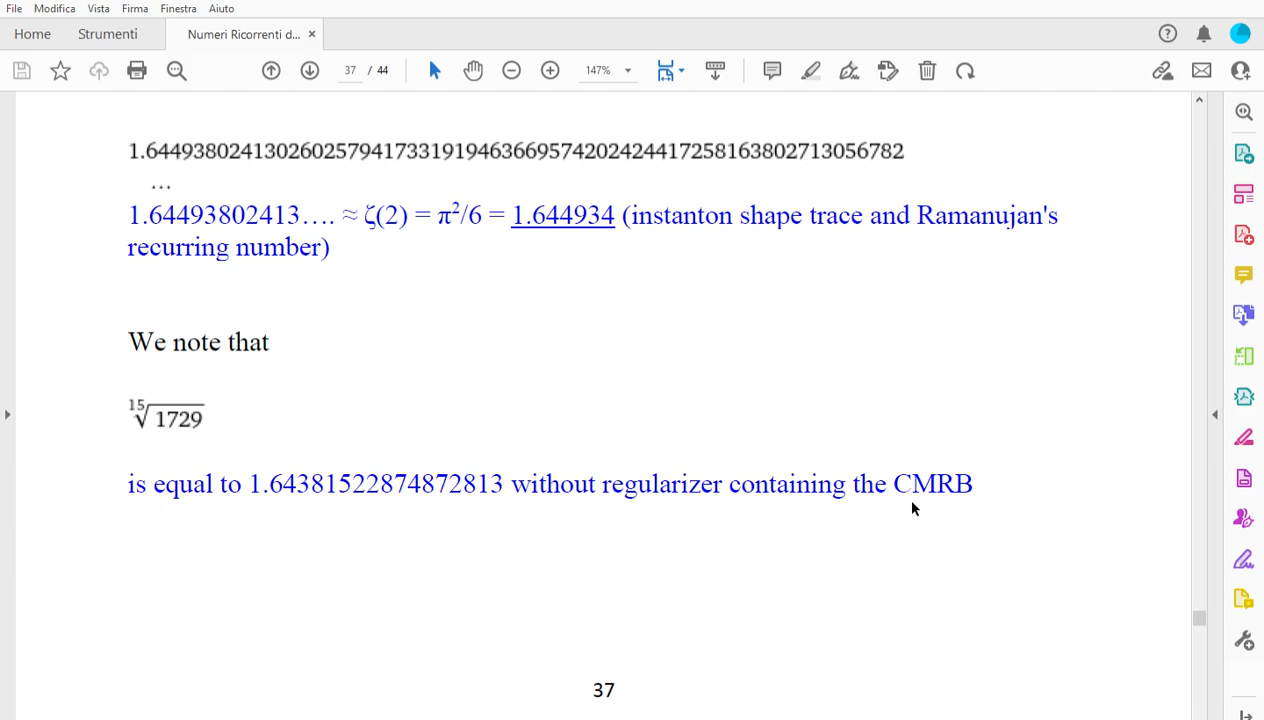 File Modifica Vista Firma Finestra Aiuto
Home Strumenti Numeri Ricorrenti d... ×
37 / 44 147%
1.644938024130260257941733191946366957420242441725816380271305​6782
...
1.64493802413…. ≈ ζ(2) = π²/6 = 1.644934 (instanton shape trace and Ramanujan's
recurring number)
We note that
¹⁵√1729
is equal to 1.64381522874872813 without regularizer containing the CMRB
37